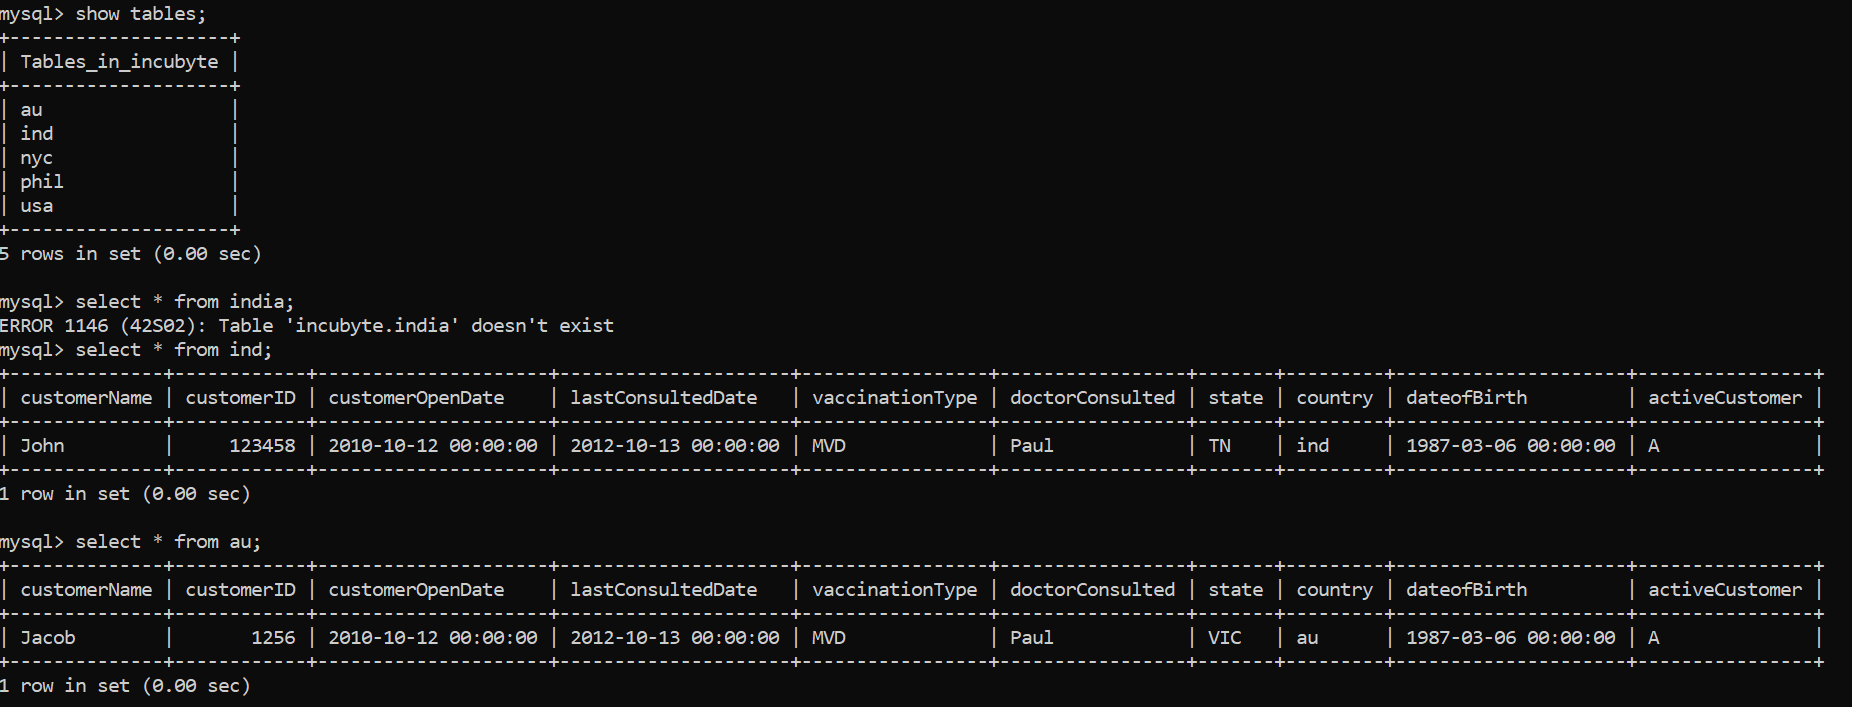 mysql> show tables;
+--------------------+
| Tables_in_incubyte |
+--------------------+
| au                 |
| ind                |
| nyc                |
| phil               |
| usa                |
+--------------------+
5 rows in set (0.00 sec)
mysql> select * from india;
ERROR 1146 (42S02): Table 'incubyte.india' doesn't exist
mysql> select * from ind;
+--------------+------------+---------------------+---------------------+-----------------+-----------------+-------+---------+---------------------+----------------+
| customerName | customerID | customerOpenDate    | lastConsultedDate   | vaccinationType | doctorConsulted | state | country | dateofBirth         | activeCustomer |
+--------------+------------+---------------------+---------------------+-----------------+-----------------+-------+---------+---------------------+----------------+
| John         |     123458 | 2010-10-12 00:00:00 | 2012-10-13 00:00:00 | MVD             | Paul            | TN    | ind     | 1987-03-06 00:00:00 | A              |
+--------------+------------+---------------------+---------------------+-----------------+-----------------+-------+---------+---------------------+----------------+
1 row in set (0.00 sec)
mysql> select * from au;
+--------------+------------+---------------------+---------------------+-----------------+-----------------+-------+---------+---------------------+----------------+
| customerName | customerID | customerOpenDate    | lastConsultedDate   | vaccinationType | doctorConsulted | state | country | dateofBirth         | activeCustomer |
+--------------+------------+---------------------+---------------------+-----------------+-----------------+-------+---------+---------------------+----------------+
| Jacob        |       1256 | 2010-10-12 00:00:00 | 2012-10-13 00:00:00 | MVD             | Paul            | VIC   | au      | 1987-03-06 00:00:00 | A              |
+--------------+------------+---------------------+---------------------+-----------------+-----------------+-------+---------+---------------------+----------------+
1 row in set (0.00 sec)